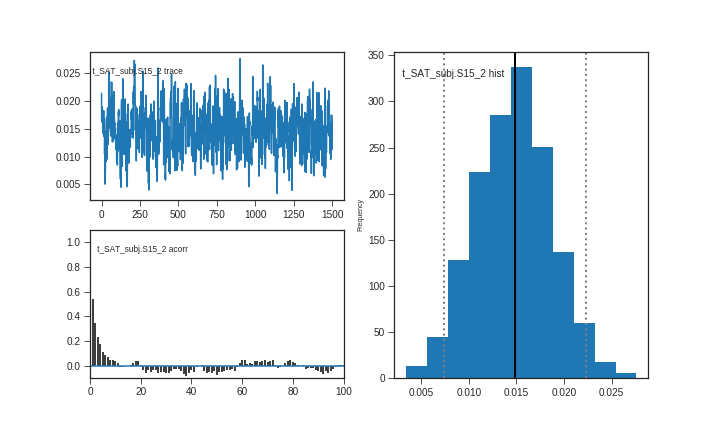 t_SAT_subj.S15_2 trace
0.025
0.020
0.015
0.010
0.005
0 250 500 750 1000 1250 1500
t_SAT_subj.S15_2 acorr
1.0
0.8
0.6
0.4
0.2
0.0
0 20 40 60 80 100
t_SAT_subj.S15_2 hist
Frequency
350
300
250
200
150
100
50
0
0.005 0.010 0.015 0.020 0.025